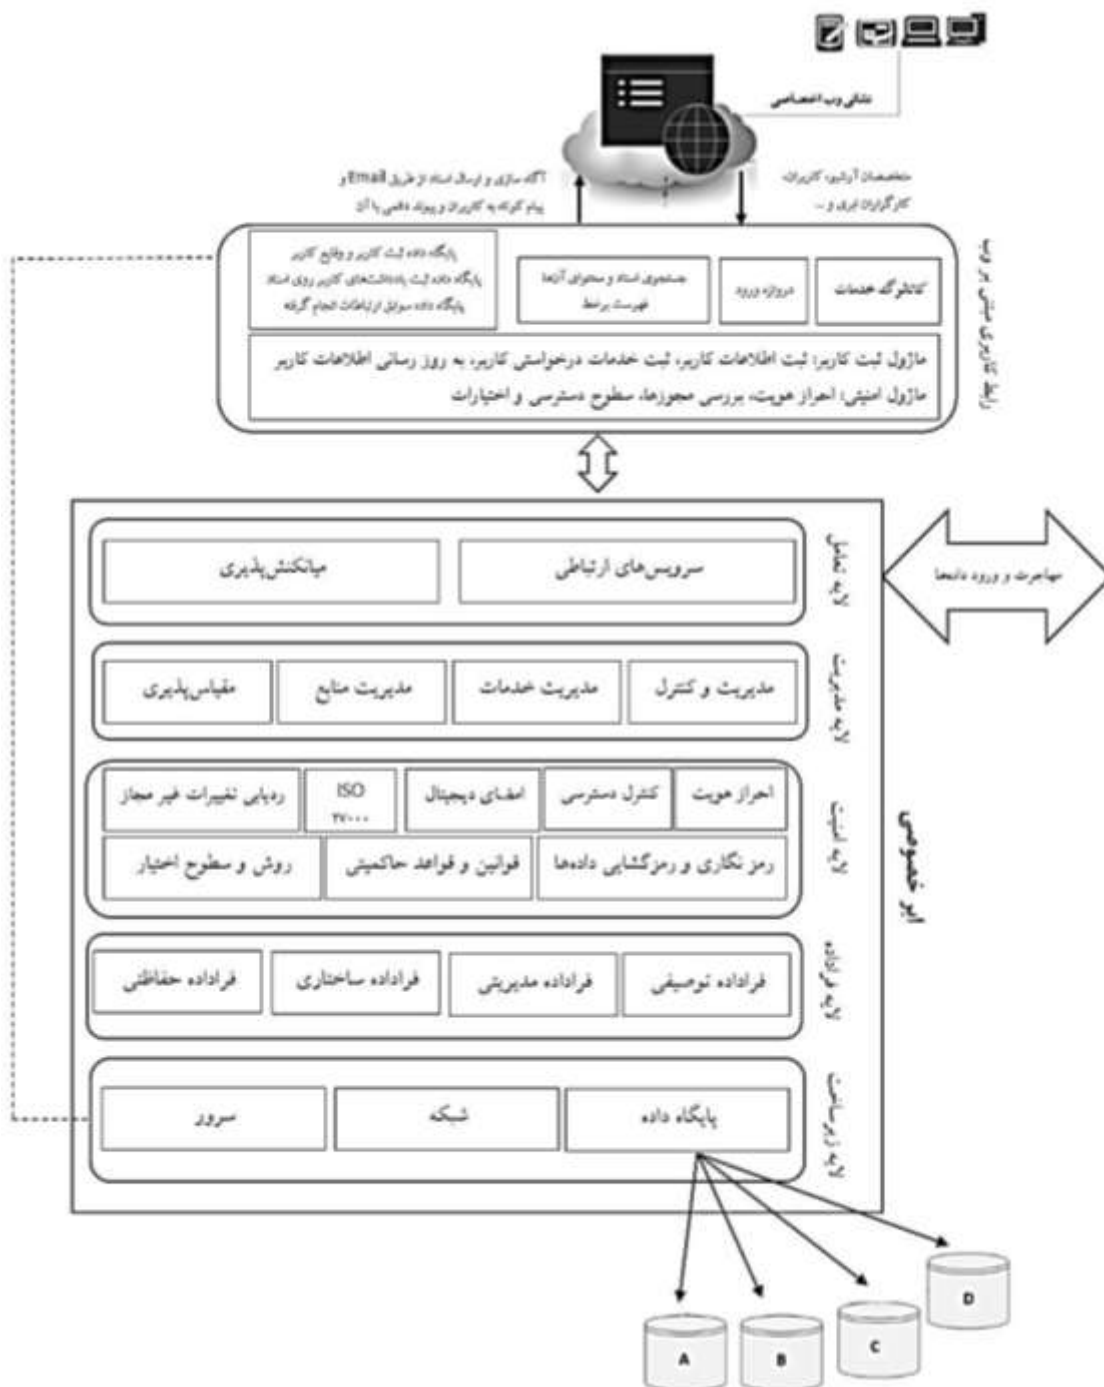 نشانی وب اختصاصی
متخصصان آرشیو، کاربران،
کارگزاران ابری و ...
آگاه سازی و ارسال اسناد از طریق Email و
پیام کوتاه به کاربران و پیوند دائمی با آن
رابط کاربری مبتنی بر وب
کاتالوگ خدمات
دروازه ورود
جستجوی اسناد و محتوای آن‌ها
فهرست برخط
پایگاه داده ثبت کاربر و وقایع کاربر
پایگاه داده ثبت یادداشت‌های کاربر روی اسناد
پایگاه داده سوابق ارتباطات انجام گرفته
ماژول ثبت کاربر: ثبت اطلاعات کاربر، ثبت خدمات درخواستی کاربر، به روز رسانی اطلاعات کاربر
ماژول امنیتی: احراز هویت، بررسی مجوزها، سطوح دسترسی و اختیارات
مهاجرت و ورود داده‌ها
ابر خصوصی
لایه تعامل
سرویس‌های ارتباطی
میانکنش‌پذیری
لایه مدیریت
مدیریت و کنترل
مدیریت خدمات
مدیریت منابع
مقیاس‌پذیری
لایه امنیت
احراز هویت
کنترل دسترسی
امضای دیجیتال
ISO
۲۷۰۰۰
ردیابی تغییرات غیر مجاز
رمز نگاری و رمزگشایی داده‌ها
قوانین و قواعد حاکمیتی
روش و سطوح اختیار
لایه فراداده
فراداده توصیفی
فراداده مدیریتی
فراداده ساختاری
فراداده حفاظتی
لایه زیرساخت
پایگاه داده
شبکه
سرور
D
C
B
A